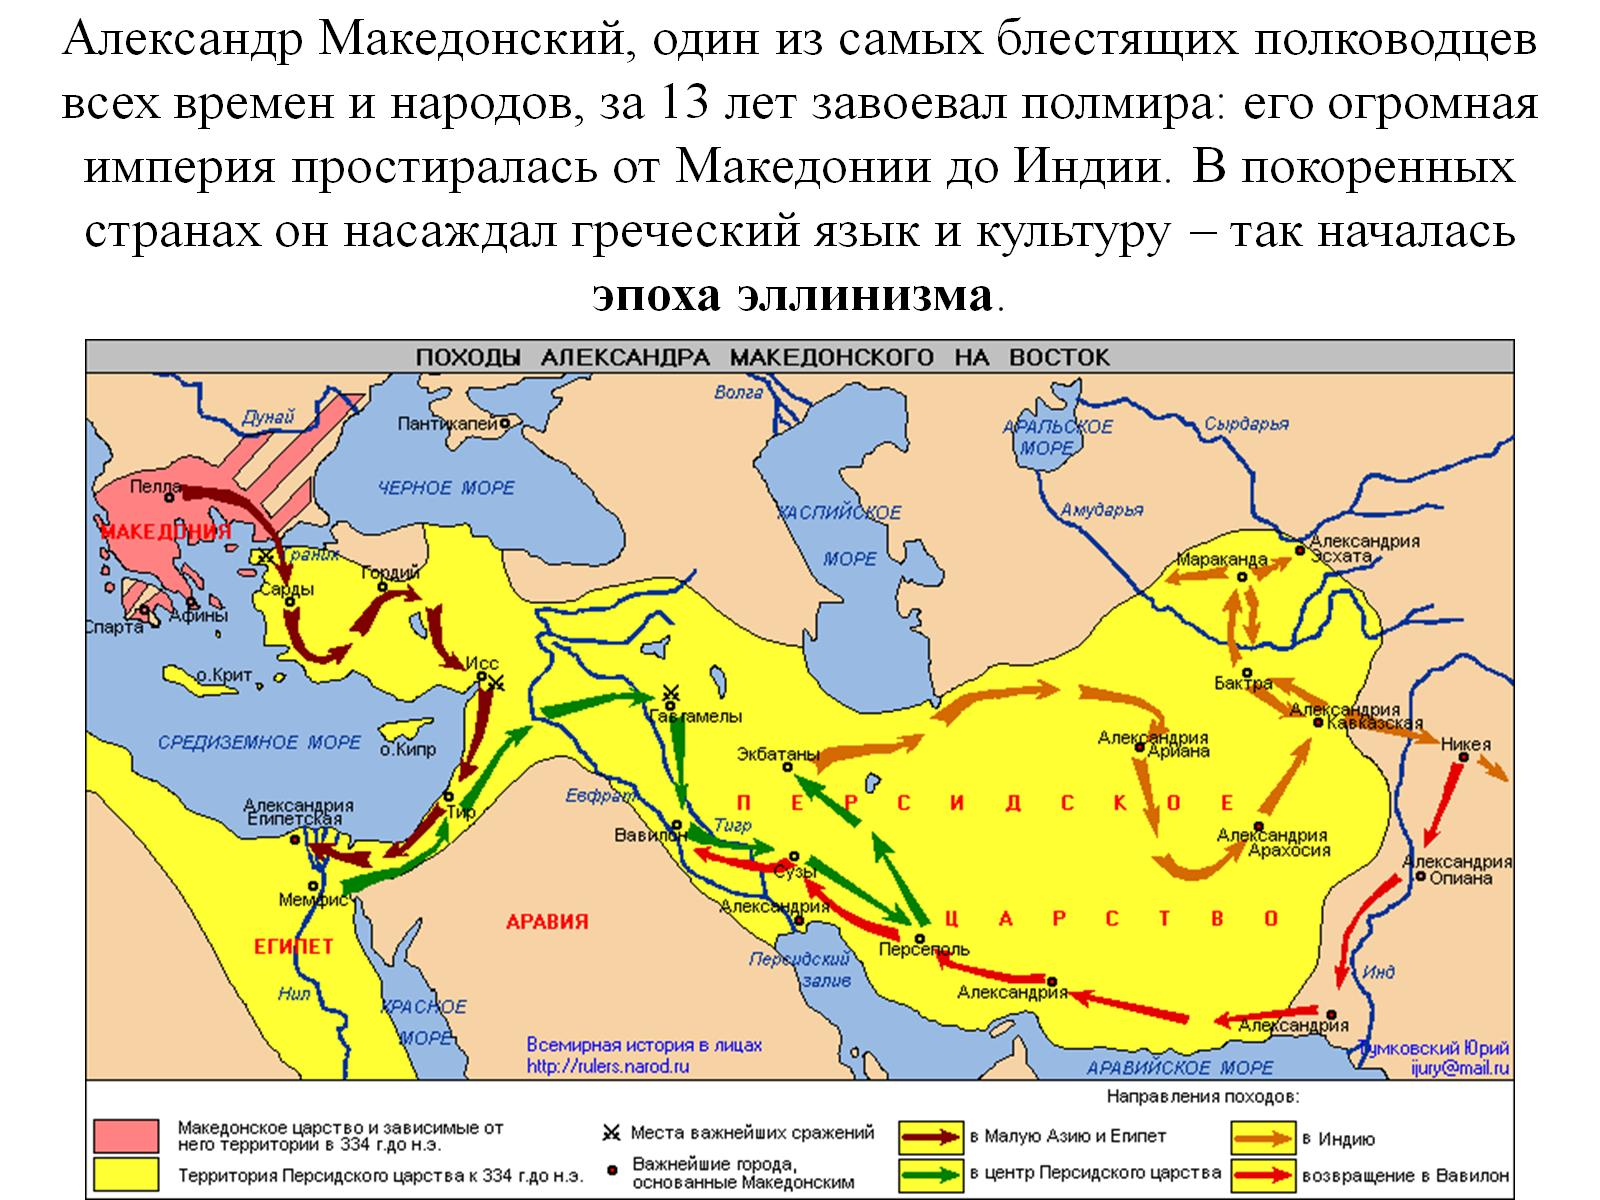 Александр Македонский, один из самых блестящих полководцев
всех времен и народов, за 13 лет завоевал полмира: его огромная
империя простиралась от Македонии до Индии. В покоренных
странах он насаждал греческий язык и культуру – так началась
эпоха эллинизма.
ПОХОДЫ АЛЕКСАНДРА МАКЕДОНСКОГО НА ВОСТОК
Дунай
Пантикапей
Волга
АРАЛЬСКОЕ
МОРЕ
Сырдарья
Пелла
ЧЕРНОЕ МОРЕ
КАСПИЙСКОЕ
МОРЕ
Амударья
МАКЕДОНИЯ
раник
Гордий
Сарды
Мараканда
Александрия
Эсхата
Спарта
Афины
о.Крит
Исс
Бактра
Гавгамелы
Александрия
Кавказская
СРЕДИЗЕМНОЕ МОРЕ
о.Кипр
Экбатаны
Александрия
Ариана
Никея
Александрия
Египетская
Тир
Евфрат
Вавилон
Тигр
ПЕРСИДСКОЕ
Александрия
Арахосия
Сузы
Александрия
Опиана
Мемфис
АРАВИЯ
Александрия
ЦАРСТВО
ЕГИПЕТ
Персеполь
Нил
Персидский
залив
Александрия
Инд
КРАСНОЕ
МОРЕ
Александрия
Всемирная история в лицах
http://rulers.narod.ru
АРАВИЙСКОЕ МОРЕ
умковский Юрий
ijury@mail.ru
Направления походов:
Македонское царство и зависимые от
него территории в 334 г.до н.э.
Территория Персидского царства к 334 г.до н.э.
Места важнейших сражений
Важнейшие города,
основанные Македонским
в Малую Азию и Египет
в центр Персидского царства
в Индию
возвращение в Вавилон